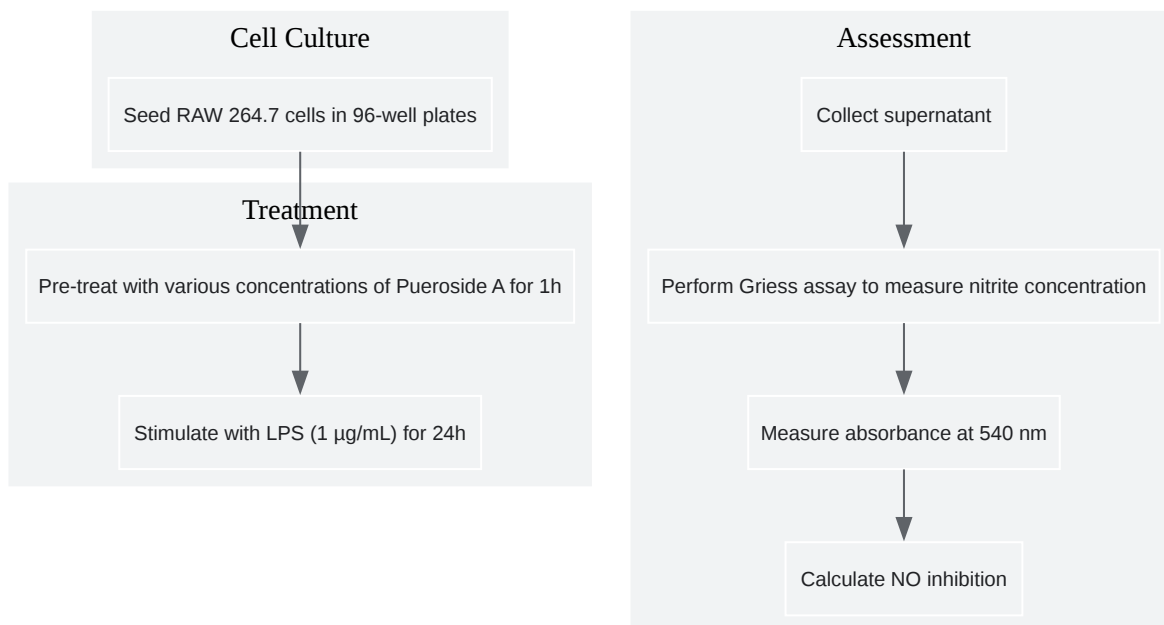 Cell Culture
Seed RAW 264.7 cells in 96-well plates
Treatment
Pre-treat with various concentrations of Pueroside A for 1h
Stimulate with LPS (1 µg/mL) for 24h
Assessment
Collect supernatant
Perform Griess assay to measure nitrite concentration
Measure absorbance at 540 nm
Calculate NO inhibition